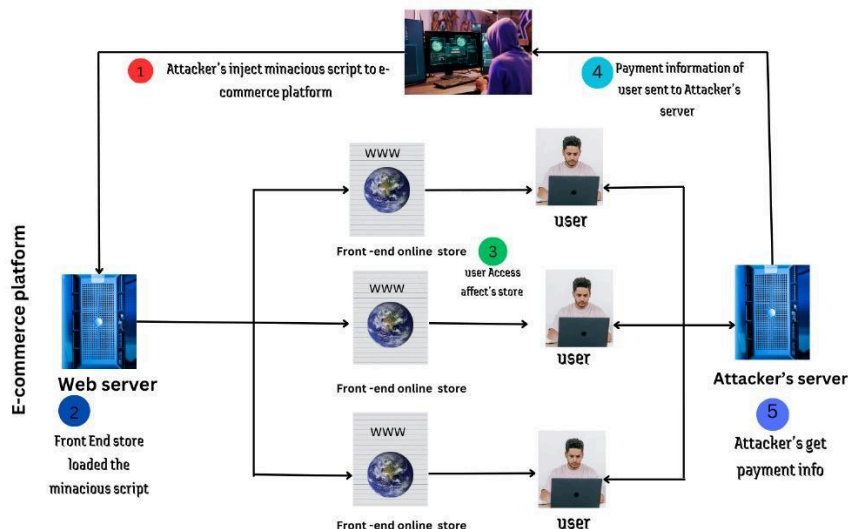 1
Attacker's inject minacious script to e-
commerce platform
4
Payment information of
user sent to Attacker's
server
www
Front -end online store
user
3
user Access
affect's store
E-commerce platform
www
Front -end online store
user
Web server
2
Front End store
loaded the
minacious script
Attacker's server
5
Attacker's get
payment info
www
Front -end online store
user